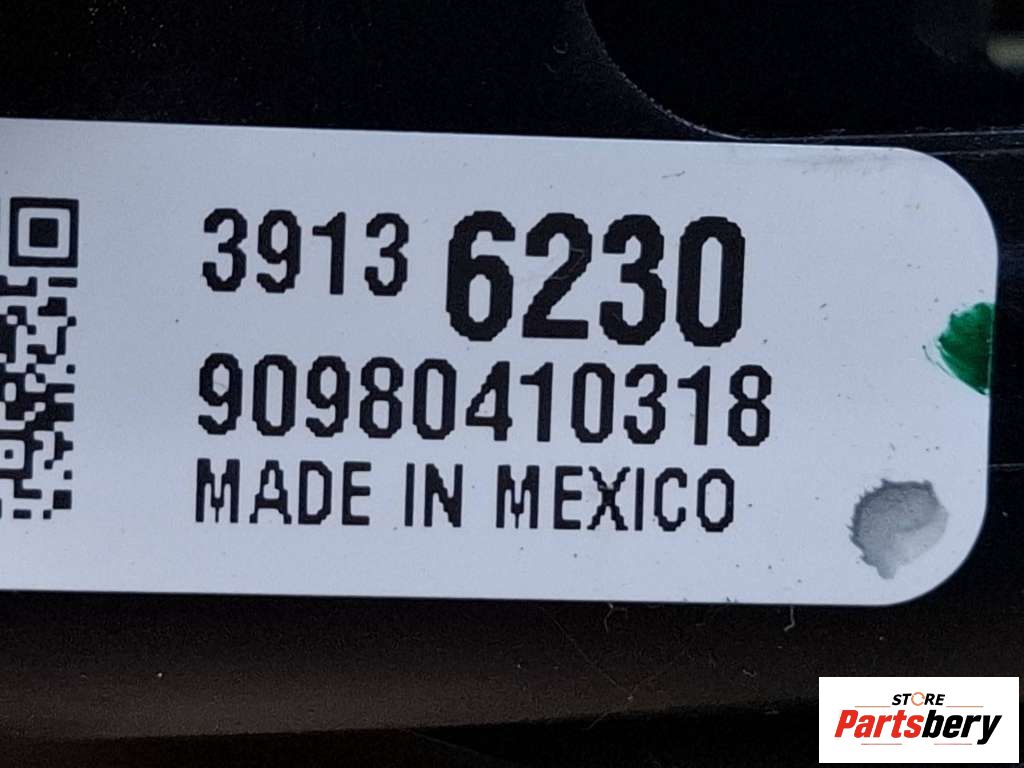 3913 6230
90980410318
MADE IN MEXICO
STORE
Partsbery